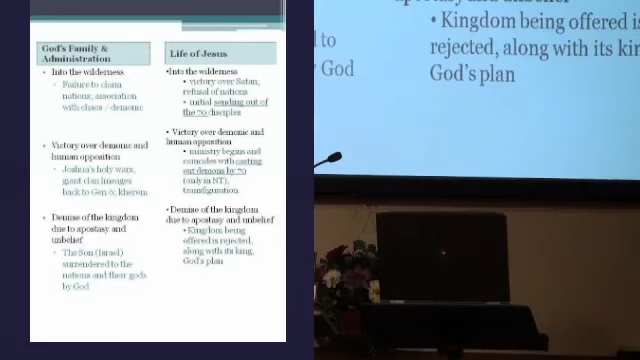 God's Family &
Administration
Into the wilderness
Failure to claim
nations, association
with chaos / demonic
Victory over demonic and
human opposition
Joshua's holy wars,
giant clan lineages
back to Gen 6, kherem
Demise of the kingdom
due to apostasy and
unbelief
The Son (Israel)
surrendered to the
nations and their gods
by God
Life of Jesus
•Into the wilderness
• victory over Satan,
refusal of nations
• initial sending out of
the 70 disciples
• Victory over demonic and
human opposition
• ministry begins and
coincides with casting
out demons by 70
(only in NT),
transfiguration
•Demise of the kingdom
due to apostasy and unbelief
•Kingdom being
offered is rejected,
along with its king,
God's plan
to
God
• Kingdom being offered is
rejected, along with its kin
God's plan